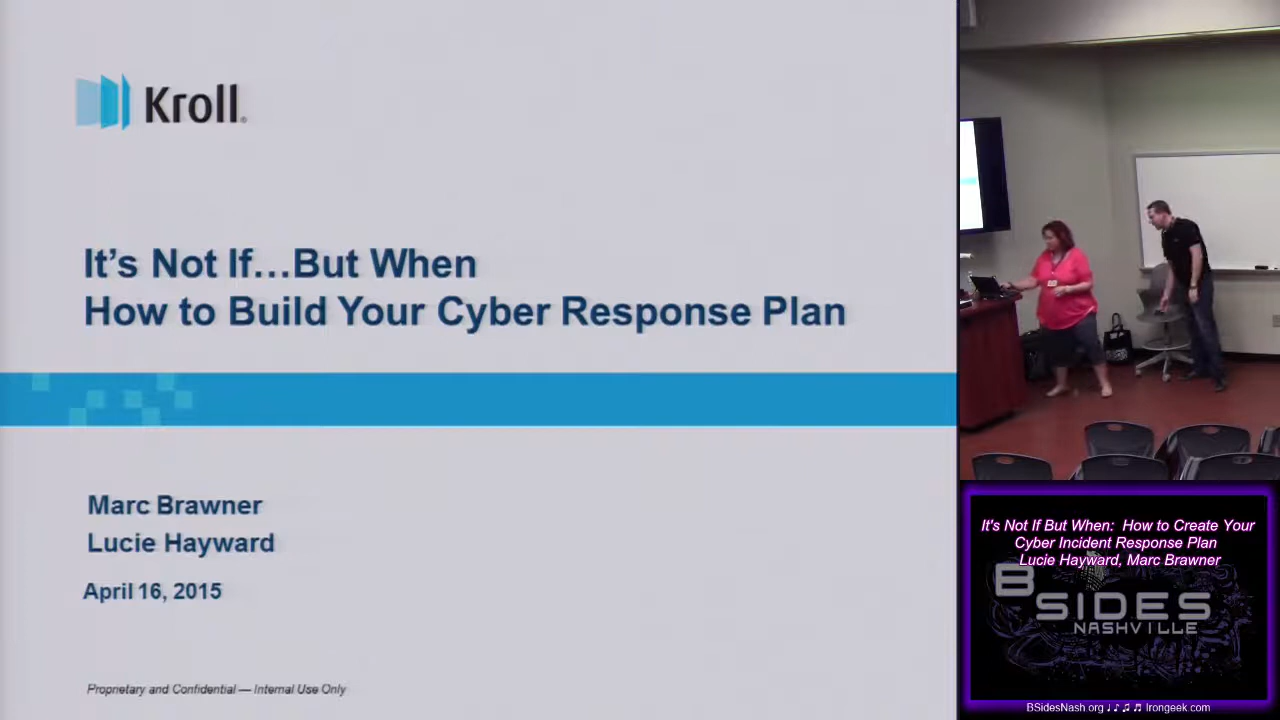 Kroll
It's Not If…But When
How to Build Your Cyber Response Plan
Marc Brawner
Lucie Hayward
April 16, 2015
Proprietary and Confidential — Internal Use Only
It's Not If But When: How to Create Your
Cyber Incident Response Plan
Lucie Hayward, Marc Brawner
BSIDES
NASHVILLE
BSidesNash.org ♩ ♪ ♫ ♬ Irongeek.com